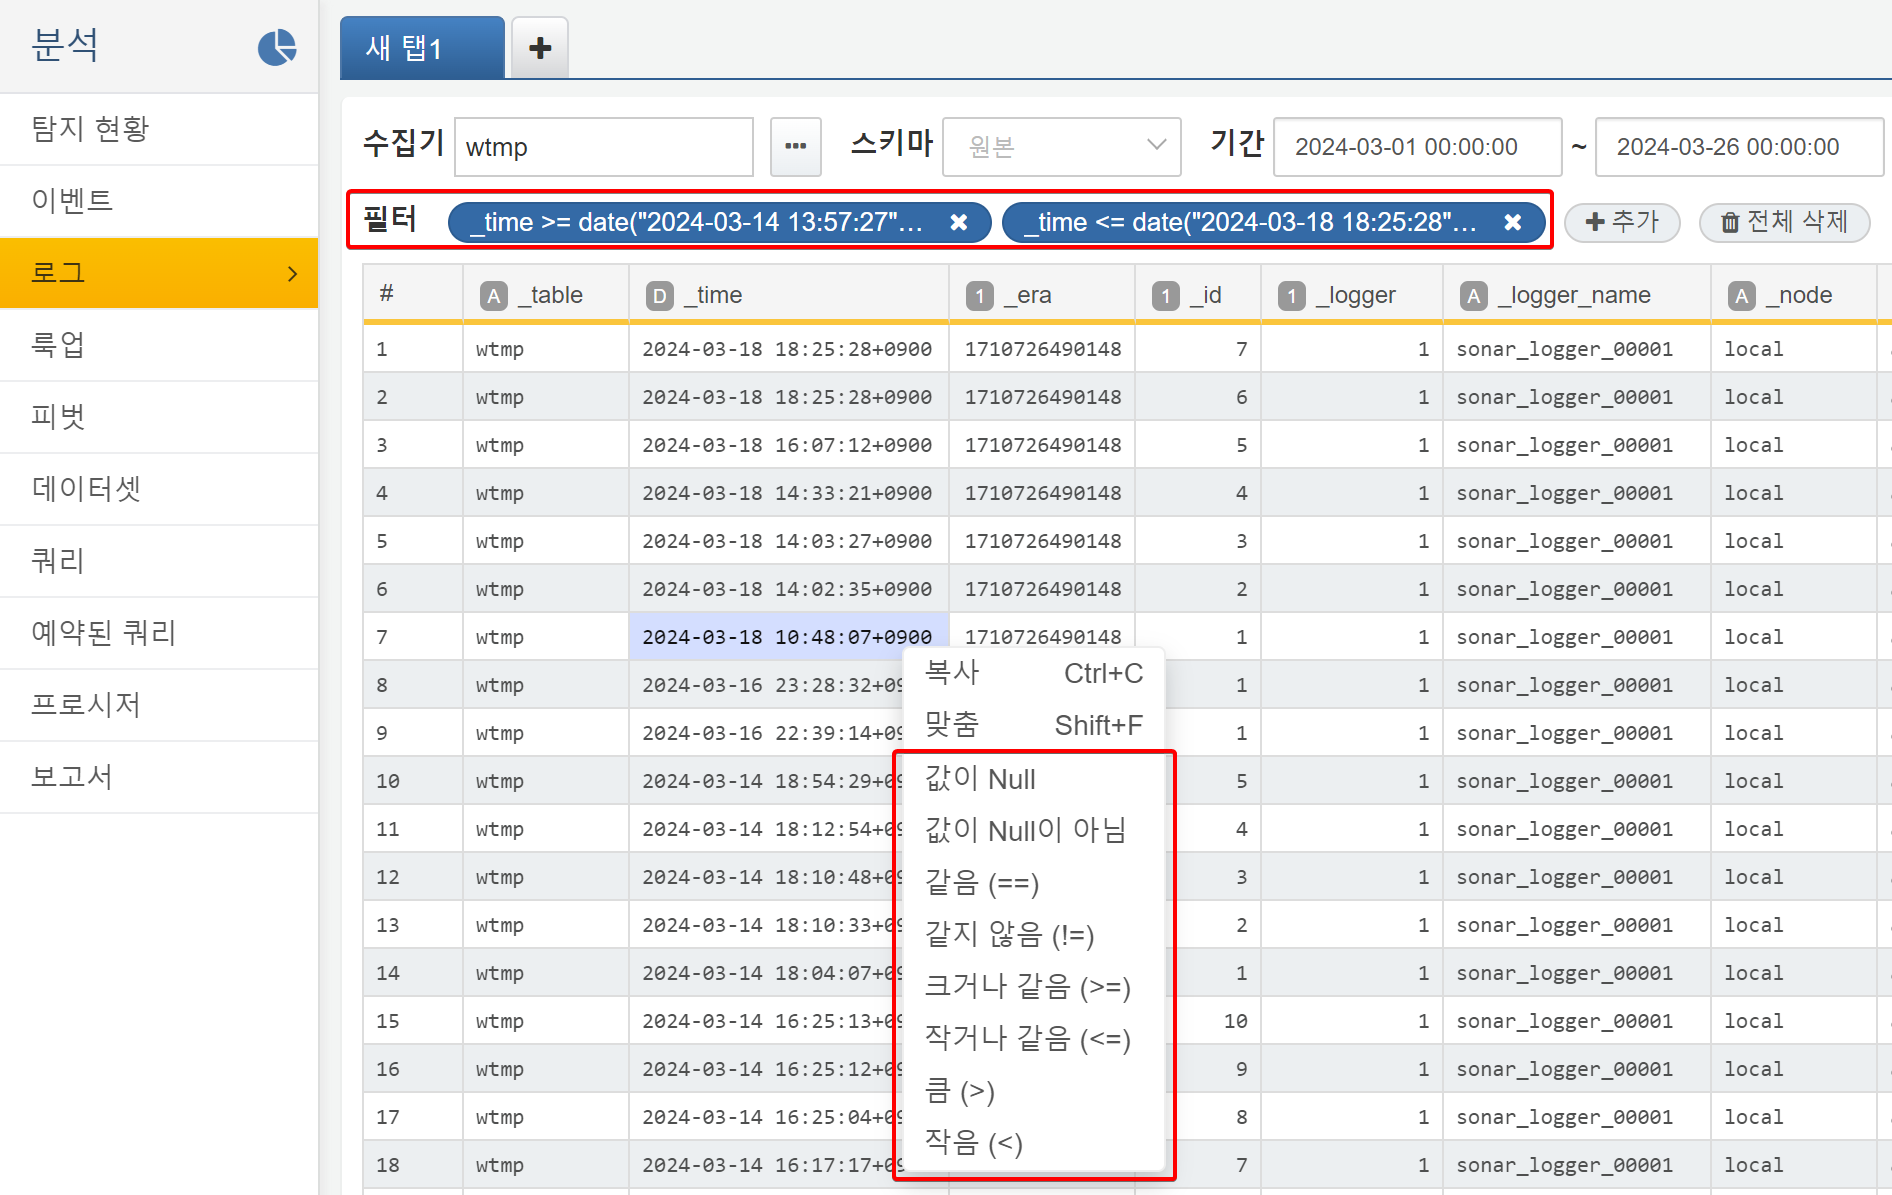 분석
탐지 현황
이벤트
로그
룩업
피벗
데이터셋
쿼리
예약된 쿼리
프로시저
보고서
새 탭1
수집기 wtmp 스키마 원본 기간 2024-03-01 00:00:00 ~ 2024-03-26 00:00:00
필터 _time >= date("2024-03-14 13:57:27"... _time <= date("2024-03-18 18:25:28"... 추가 전체 삭제
# A _table D _time 1 _era 1 _id 1 _logger A _logger_name A _node
1 wtmp 2024-03-18 18:25:28+0900 1710726490148 7 1 sonar_logger_00001 local
2 wtmp 2024-03-18 18:25:28+0900 1710726490148 6 1 sonar_logger_00001 local
3 wtmp 2024-03-18 16:07:12+0900 1710726490148 5 1 sonar_logger_00001 local
4 wtmp 2024-03-18 14:33:21+0900 1710726490148 4 1 sonar_logger_00001 local
5 wtmp 2024-03-18 14:03:27+0900 1710726490148 3 1 sonar_logger_00001 local
6 wtmp 2024-03-18 14:02:35+0900 1710726490148 2 1 sonar_logger_00001 local
7 wtmp 2024-03-18 10:48:07+0900 1710726490148 1 1 sonar_logger_00001 local
8 wtmp 2024-03-16 23:28:32+09 1 1 sonar_logger_00001 local
9 wtmp 2024-03-16 22:39:14+09 1 1 sonar_logger_00001 local
10 wtmp 2024-03-14 18:54:29+09 5 1 sonar_logger_00001 local
11 wtmp 2024-03-14 18:12:54+09 4 1 sonar_logger_00001 local
12 wtmp 2024-03-14 18:10:48+09 3 1 sonar_logger_00001 local
13 wtmp 2024-03-14 18:10:33+09 2 1 sonar_logger_00001 local
14 wtmp 2024-03-14 18:04:07+09 1 1 sonar_logger_00001 local
15 wtmp 2024-03-14 16:25:13+09 10 1 sonar_logger_00001 local
16 wtmp 2024-03-14 16:25:12+09 9 1 sonar_logger_00001 local
17 wtmp 2024-03-14 16:25:04+09 8 1 sonar_logger_00001 local
18 wtmp 2024-03-14 16:17:17+09 7 1 sonar_logger_00001 local
복사 Ctrl+C
맞춤 Shift+F
값이 Null
값이 Null이 아님
같음 (==)
같지 않음 (!=)
크거나 같음 (>=)
작거나 같음 (<=)
큼 (>)
작음 (<)